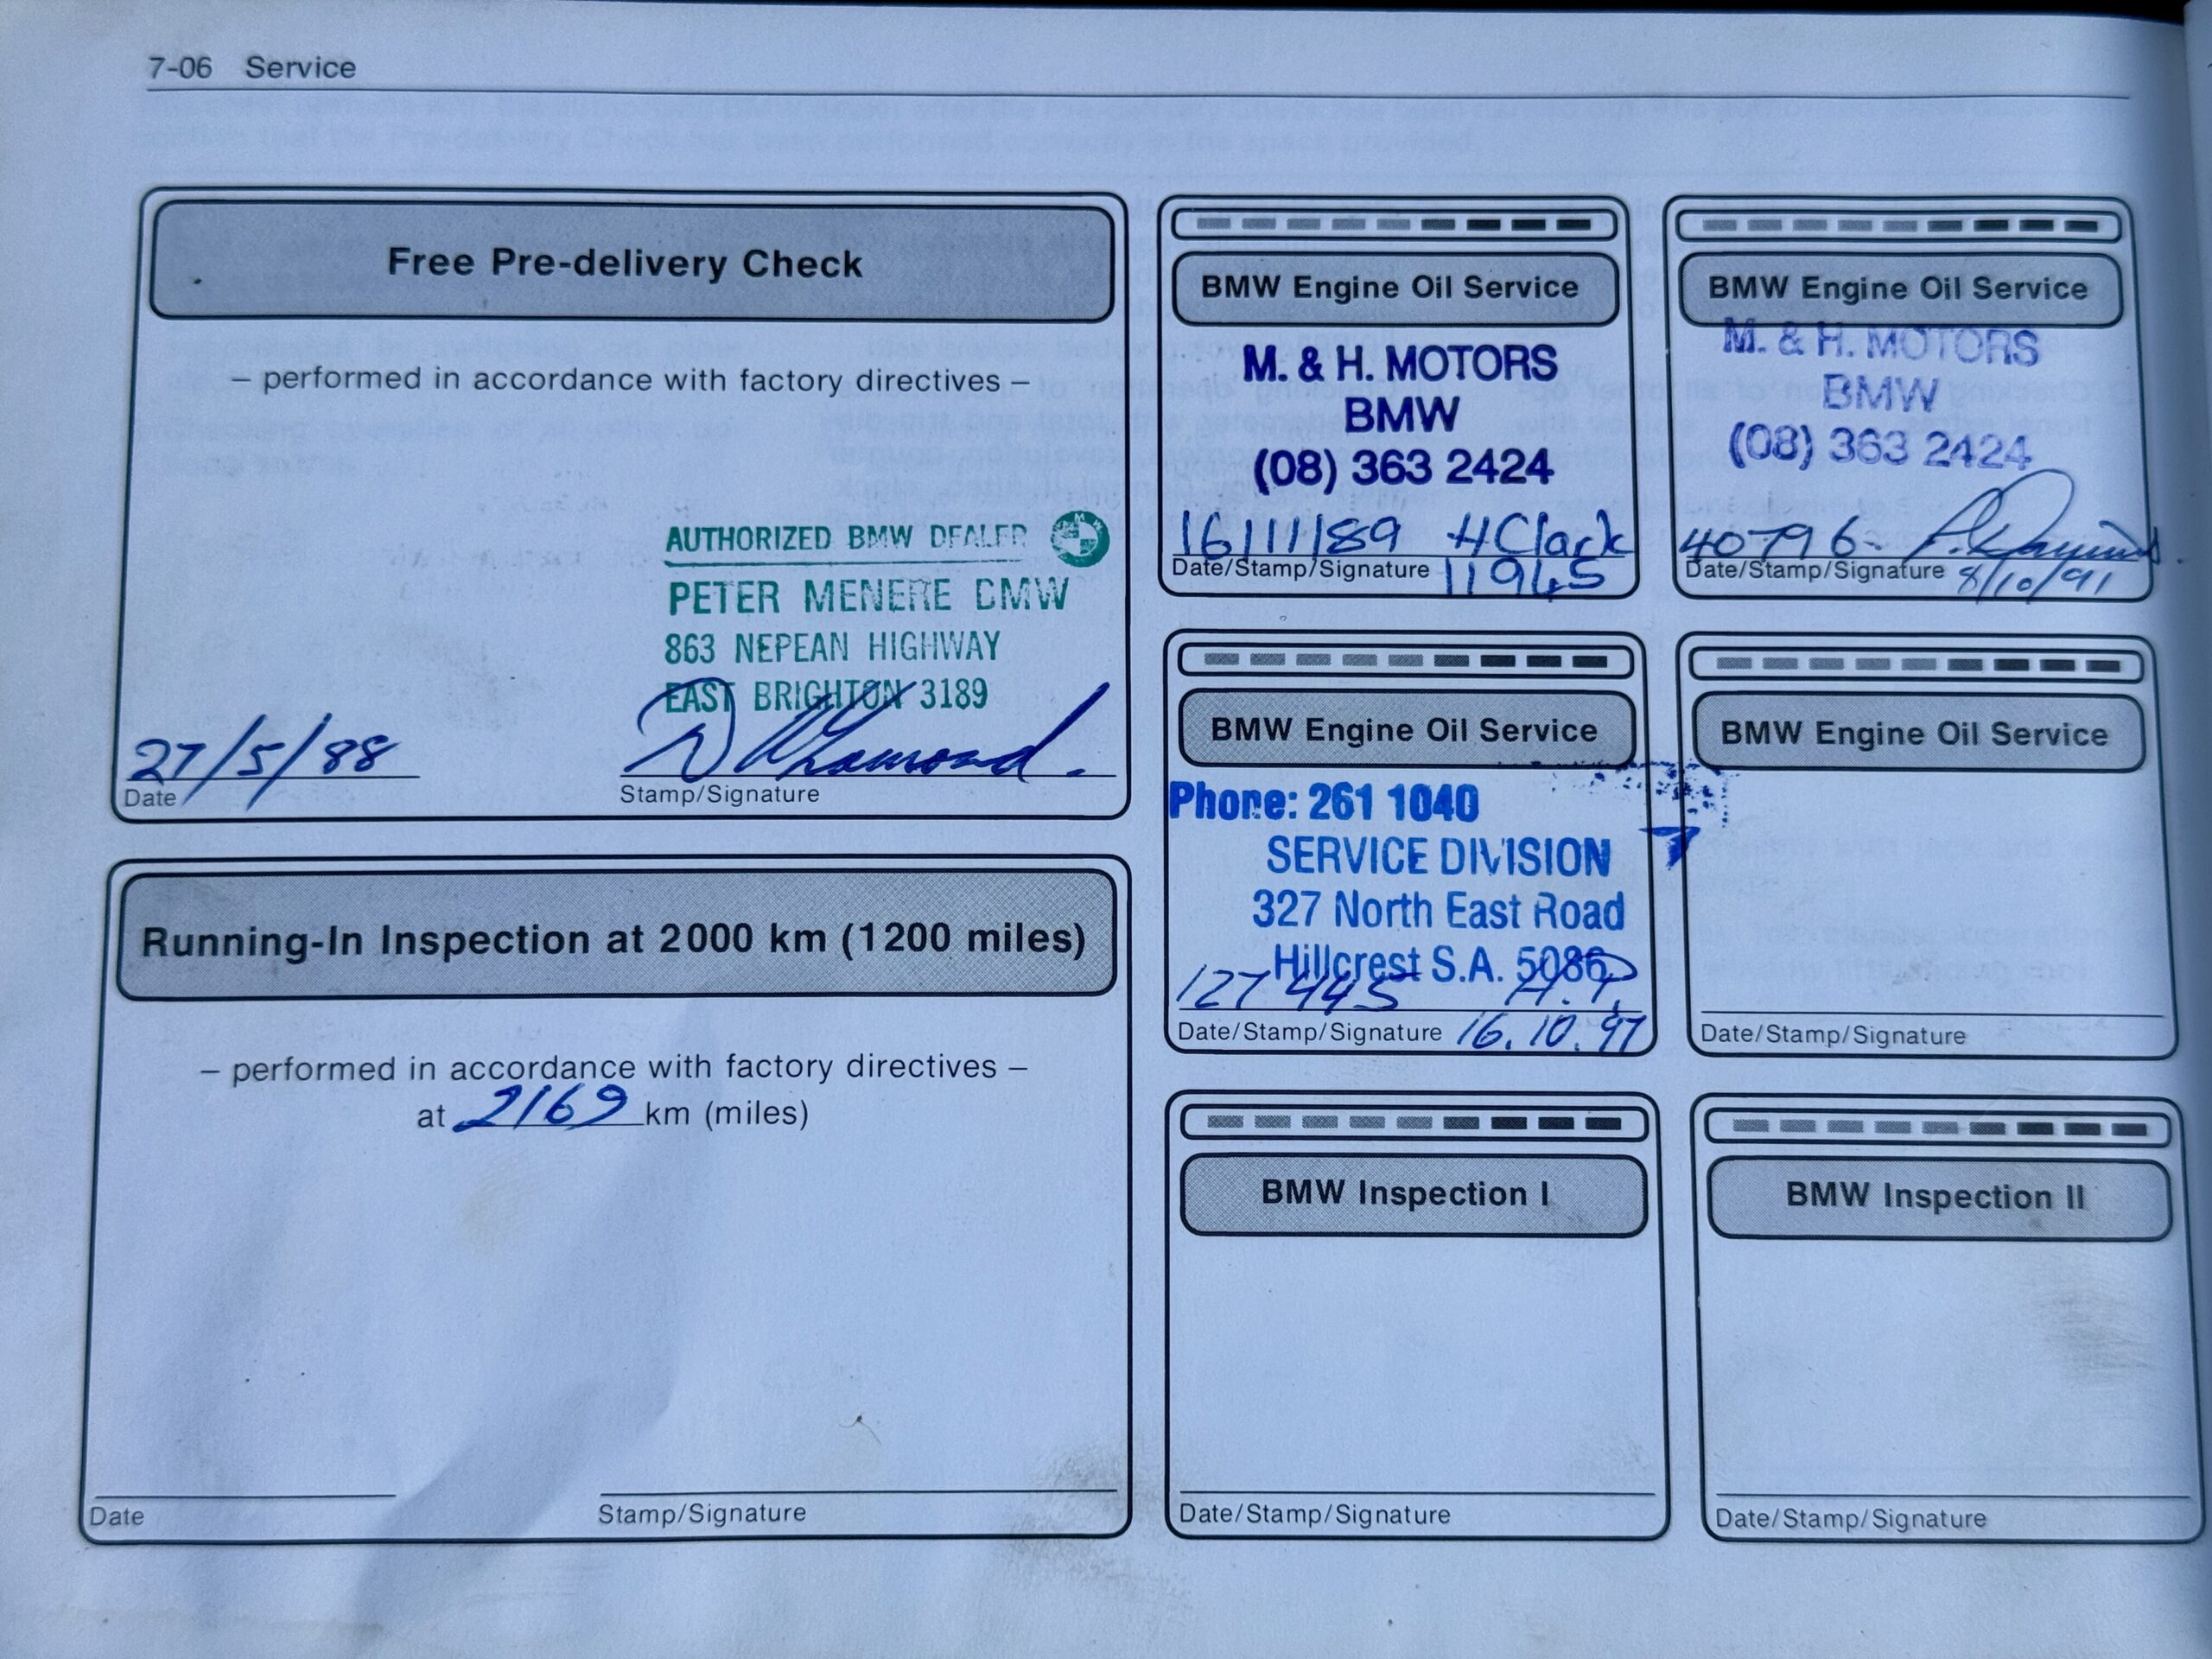 7-06 Service
Free Pre-delivery Check
– performed in accordance with factory directives –
AUTHORIZED BMW DEALER
PETER MENERE BMW
863 NEPEAN HIGHWAY
EAST BRIGHTON 3189
27/5/88
Date
Stamp/Signature
Running-In Inspection at 2000 km (1200 miles)
– performed in accordance with factory directives –
at 2169 km (miles)
Date
Stamp/Signature
BMW Engine Oil Service
M. & H. MOTORS
BMW
(08) 363 2424
16/11/89 H Clark
Date/Stamp/Signature 11945
BMW Engine Oil Service
M. & H. MOTORS
BMW
(08) 363 2424
40796-
Date/Stamp/Signature 8/10/91
BMW Engine Oil Service
Phone: 261 1040
SERVICE DIVISION
327 North East Road
Hillcrest S.A. 5086
127445
Date/Stamp/Signature 16.10.97
BMW Engine Oil Service
Date/Stamp/Signature
BMW Inspection I
Date/Stamp/Signature
BMW Inspection II
Date/Stamp/Signature